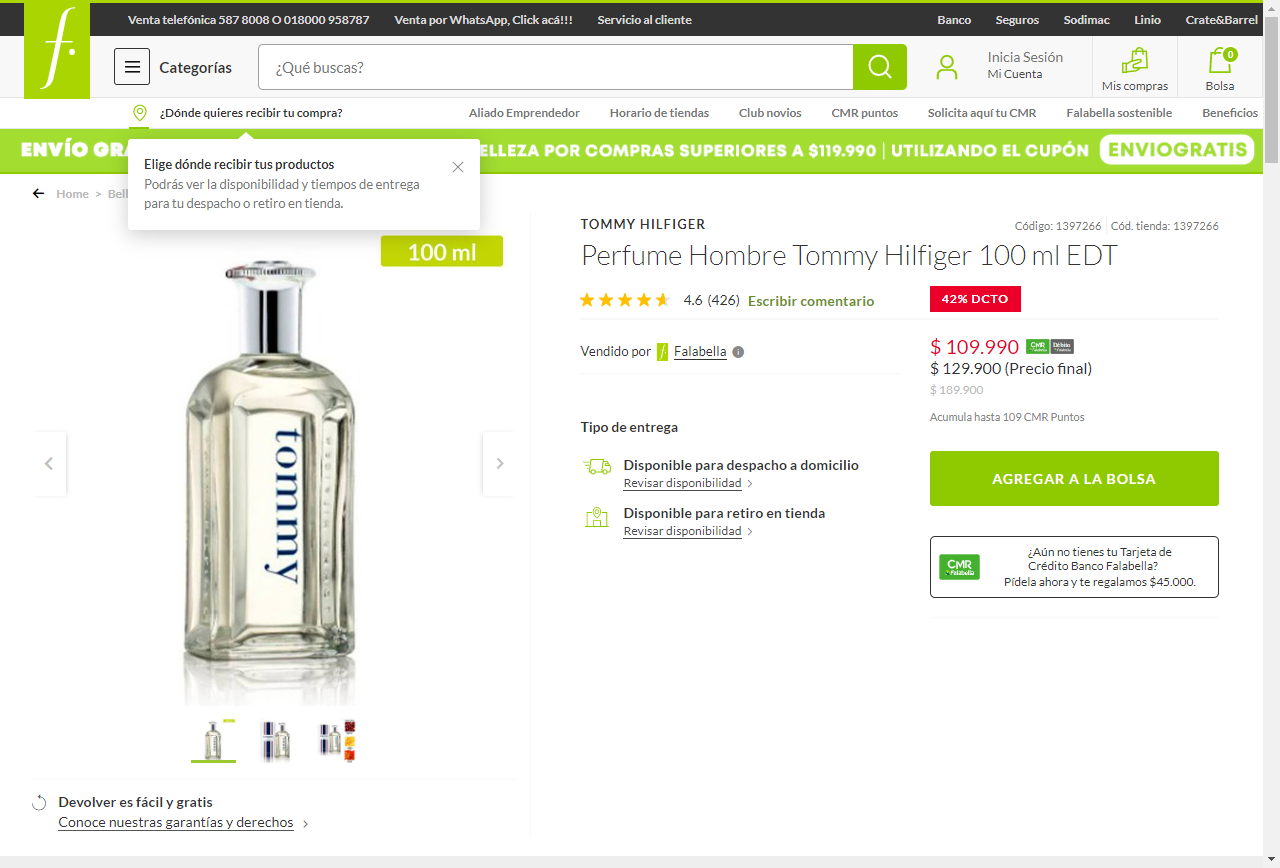 Venta telefónica 587 8008 O 018000 958787
Venta por WhatsApp, Click acá!!!
Servicio al cliente
Banco
Seguros
Sodimac
Linio
Crate&Barrel
f.
Categorías
¿Qué buscas?
Inicia Sesión
Mi Cuenta
Mis compras
0
Bolsa
¿Dónde quieres recibir tu compra?
Aliado Emprendedor
Horario de tiendas
Club novios
CMR puntos
Solicita aquí tu CMR
Falabella sostenible
Beneficios
ENVÍO GRA
ELLEZA POR COMPRAS SUPERIORES A $119.990 | UTILIZANDO EL CUPÓN ENVIOGRATIS
Elige dónde recibir tus productos
Podrás ver la disponibilidad y tiempos de entrega
para tu despacho o retiro en tienda.
Home > Bell
100 ml
tommy
Devolver es fácil y gratis
Conoce nuestras garantías y derechos >
TOMMY HILFIGER
Código: 1397266 | Cód. tienda: 1397266
Perfume Hombre Tommy Hilfiger 100 ml EDT
4.6 (426) Escribir comentario
42% DCTO
Vendido por f Falabella
$ 109.990 CMR
$ 129.900 (Precio final)
$ 189.900
Acumula hasta 109 CMR Puntos
Tipo de entrega
Disponible para despacho a domicilio
Revisar disponibilidad >
Disponible para retiro en tienda
Revisar disponibilidad >
AGREGAR A LA BOLSA
CMR
Falabella
¿Aún no tienes tu Tarjeta de
Crédito Banco Falabella?
Pídela ahora y te regalamos $45.000.